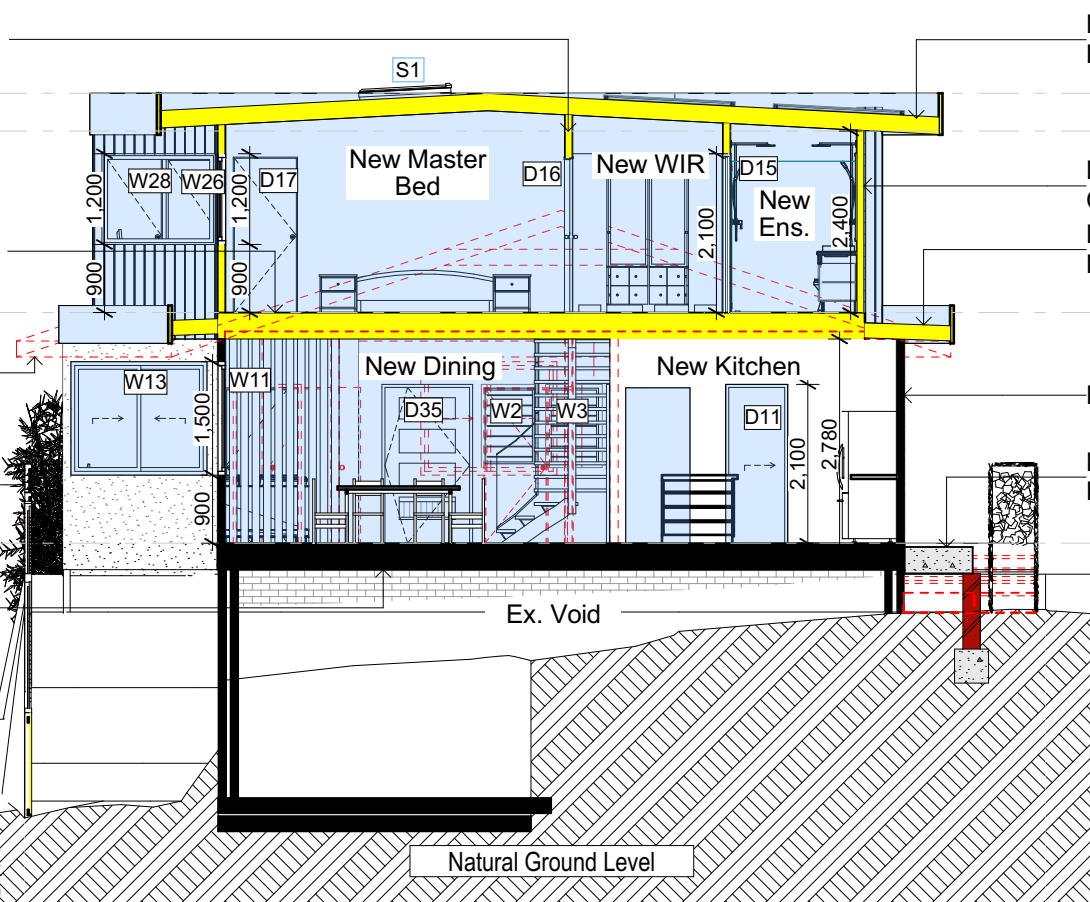 S1
New Master
Bed
New WIR
New
Ens.
W28
W26
D17
D16
D15
1,200
1,200
900
900
2,100
2,400
New Dining
New Kitchen
W13
W11
D35
W2
W3
D11
1,500
900
2,100
2,780
Ex. Void
Natural Ground Level